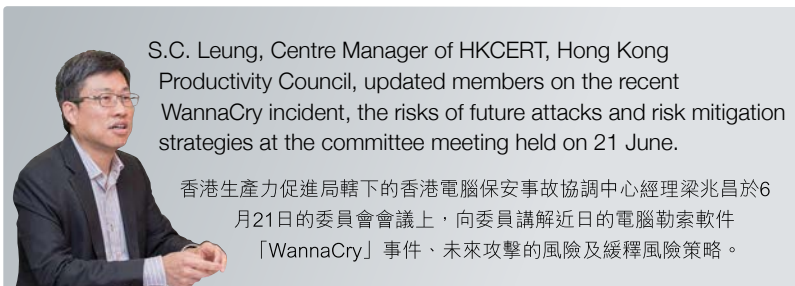 S.C. Leung, Centre Manager of HKCERT, Hong Kong
Productivity Council, updated members on the recent
WannaCry incident, the risks of future attacks and risk mitigation
strategies at the committee meeting held on 21 June.
香港生產力促進局轄下的香港電腦保安事故協調中心經理梁兆昌於6
月21日的委員會會議上，向委員講解近日的電腦勒索軟件
「WannaCry」事件、未來攻擊的風險及緩釋風險策略。